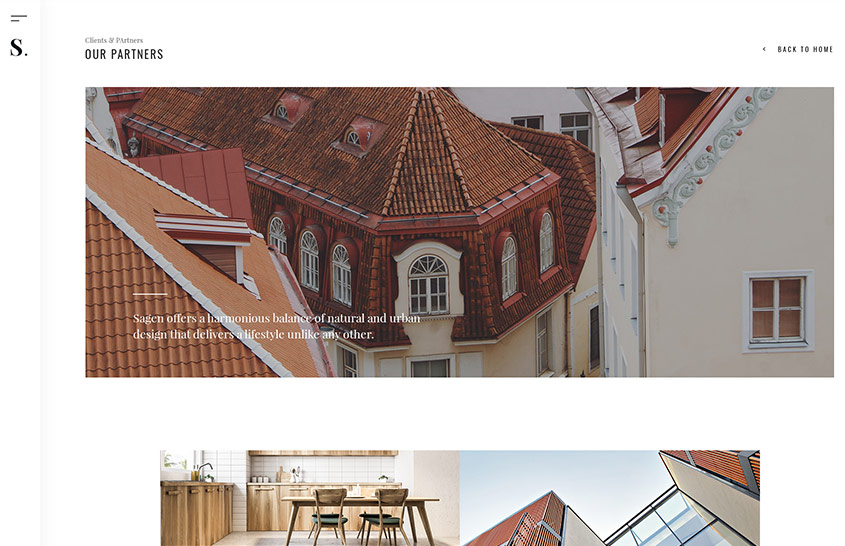 S.
Clients & PArtners
OUR PARTNERS
< BACK TO HOME
Sagen offers a harmonious balance of natural and urban
design that delivers a lifestyle unlike any other.